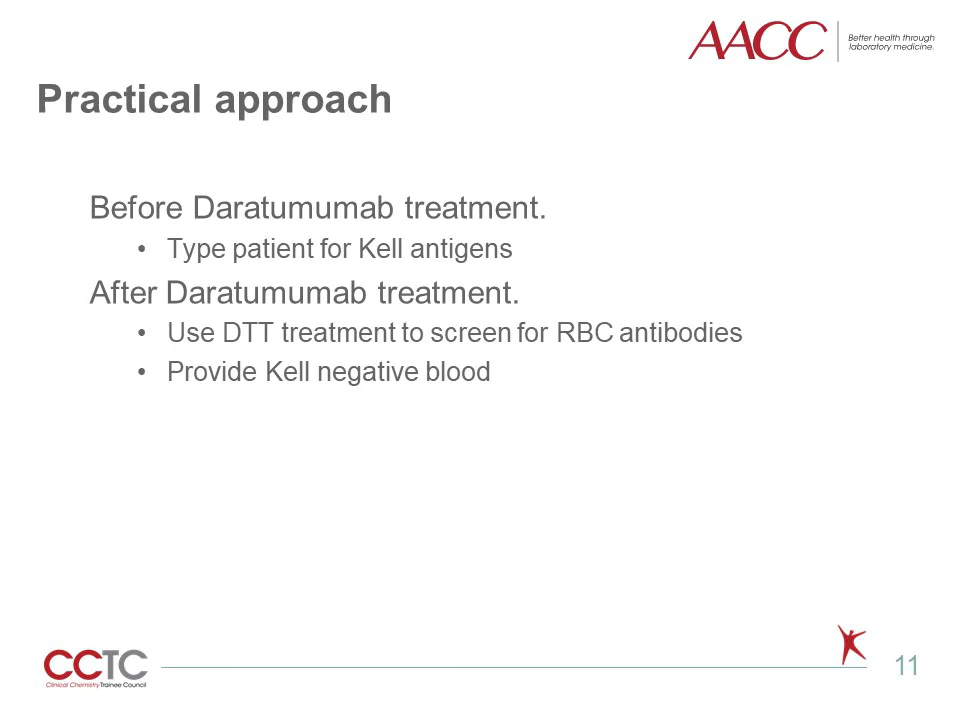 AACC
Better health through
laboratory medicine.
Practical approach
Before Daratumumab treatment.
• Type patient for Kell antigens
After Daratumumab treatment.
• Use DTT treatment to screen for RBC antibodies
• Provide Kell negative blood
CCTC
Clinical Chemistry Trainee Council
11